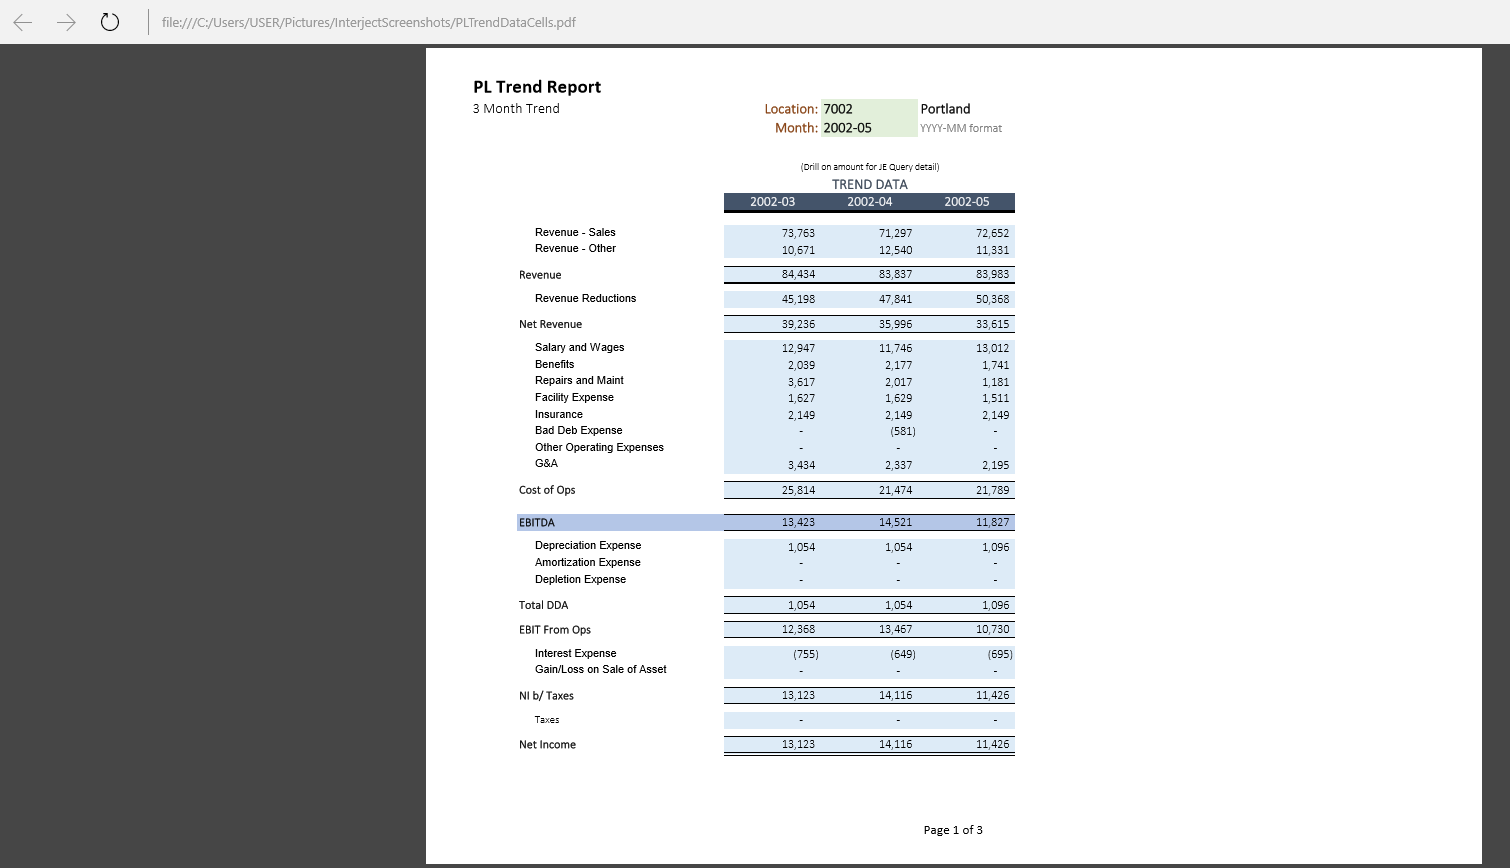 file:///C:/Users/USER/Pictures/InterjectScreenshots/PLTrendDataCells.pdf
PL Trend Report
3 Month Trend
Location: 7002 Portland
Month: 2002-05 YYYY-MM format
(Drill on amount for JE Query detail)
TREND DATA
2002-03 2002-04 2002-05
Revenue - Sales 73,763 71,297 72,652
Revenue - Other 10,671 12,540 11,331
Revenue 84,434 83,837 83,983
Revenue Reductions 45,198 47,841 50,368
Net Revenue 39,236 35,996 33,615
Salary and Wages 12,947 11,746 13,012
Benefits 2,039 2,177 1,741
Repairs and Maint 3,617 2,017 1,181
Facility Expense 1,627 1,629 1,511
Insurance 2,149 2,149 2,149
Bad Deb Expense - (581) -
Other Operating Expenses - - -
G&A 3,434 2,337 2,195
Cost of Ops 25,814 21,474 21,789
EBITDA 13,423 14,521 11,827
Depreciation Expense 1,054 1,054 1,096
Amortization Expense - - -
Depletion Expense - - -
Total DDA 1,054 1,054 1,096
EBIT From Ops 12,368 13,467 10,730
Interest Expense (755) (649) (695)
Gain/Loss on Sale of Asset - - -
NI b/ Taxes 13,123 14,116 11,426
Taxes - - -
Net Income 13,123 14,116 11,426
Page 1 of 3